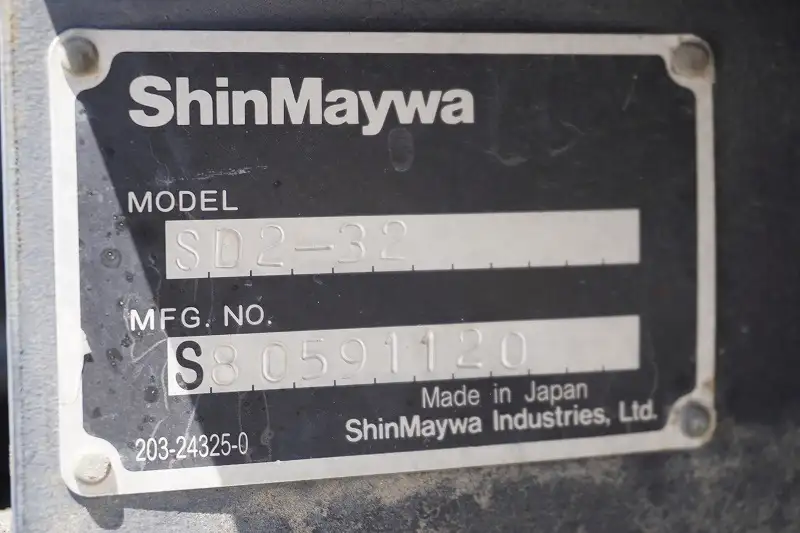 ShinMaywa
MODEL
SD2-32
MFG. NO.
S80591120
Made in Japan
ShinMaywa Industries, Ltd.
203-24325-0